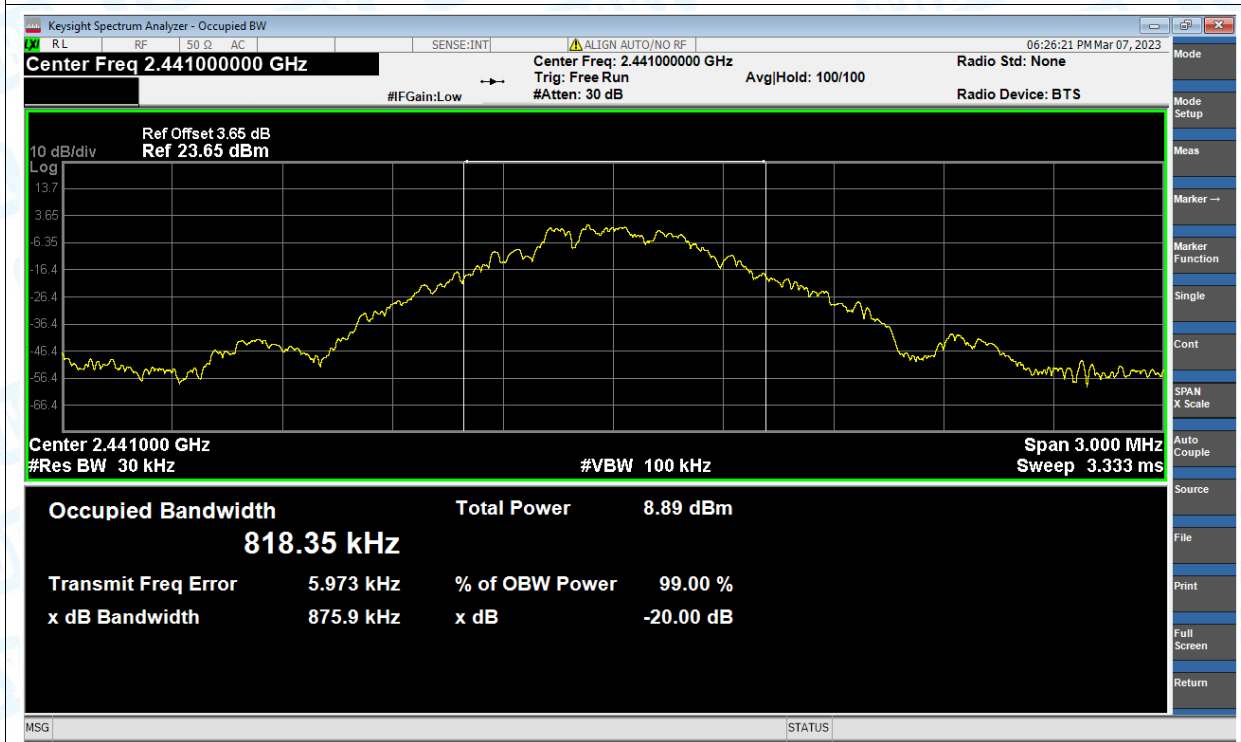 Keysight Spectrum Analyzer - Occupied BW
LXI RL RF 50 Ω AC SENSE:INT ALIGN AUTO/NO RF 06:26:21 PM Mar 07, 2023
Center Freq 2.441000000 GHz
Center Freq: 2.441000000 GHz
Radio Std: None
Trig: Free Run
Avg|Hold: 100/100
#IFGain:Low
#Atten: 30 dB
Radio Device: BTS
Ref Offset 3.65 dB
10 dB/div Ref 23.65 dBm
Log
13.7
3.65
-6.35
-16.4
-26.4
-36.4
-46.4
-56.4
-66.4
Center 2.441000 GHz
Span 3.000 MHz
#Res BW 30 kHz
#VBW 100 kHz
Sweep 3.333 ms
Occupied Bandwidth
818.35 kHz
Total Power 8.89 dBm
Transmit Freq Error 5.973 kHz
% of OBW Power 99.00 %
x dB Bandwidth 875.9 kHz
x dB -20.00 dB
MSG
STATUS
Mode
Mode
Setup
Meas
Marker →
Marker
Function
Single
Cont
SPAN
X Scale
Auto
Couple
Source
File
Print
Full
Screen
Return